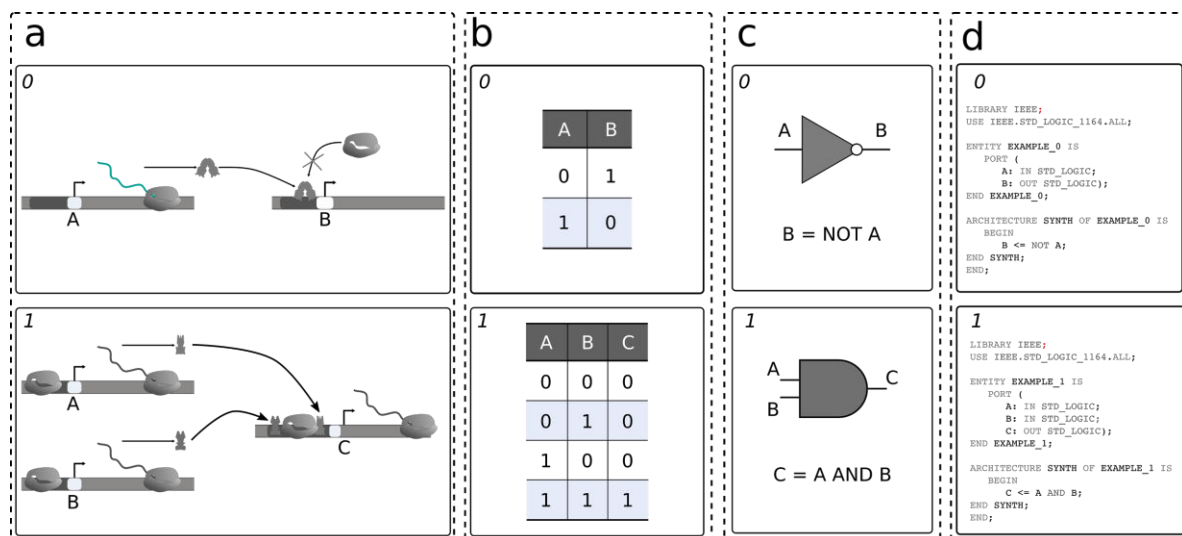 a
0
A
B
1
A
B
C
b
0
A B
0 1
1 0
1
A B C
0 0 0
0 1 0
1 0 0
1 1 1
c
0
A B
B = NOT A
1
A
B
C
C = A AND B
d
0
LIBRARY IEEE;
USE IEEE.STD_LOGIC_1164.ALL;
ENTITY EXAMPLE_0 IS
PORT (
A: IN STD_LOGIC;
B: OUT STD_LOGIC);
END EXAMPLE_0;
ARCHITECTURE SYNTH OF EXAMPLE_0 IS
BEGIN
B <= NOT A;
END SYNTH;
END;
1
LIBRARY IEEE;
USE IEEE.STD_LOGIC_1164.ALL;
ENTITY EXAMPLE_1 IS
PORT (
A: IN STD_LOGIC;
B: IN STD_LOGIC;
C: OUT STD_LOGIC);
END EXAMPLE_1;
ARCHITECTURE SYNTH OF EXAMPLE_1 IS
BEGIN
C <= A AND B;
END SYNTH;
END;